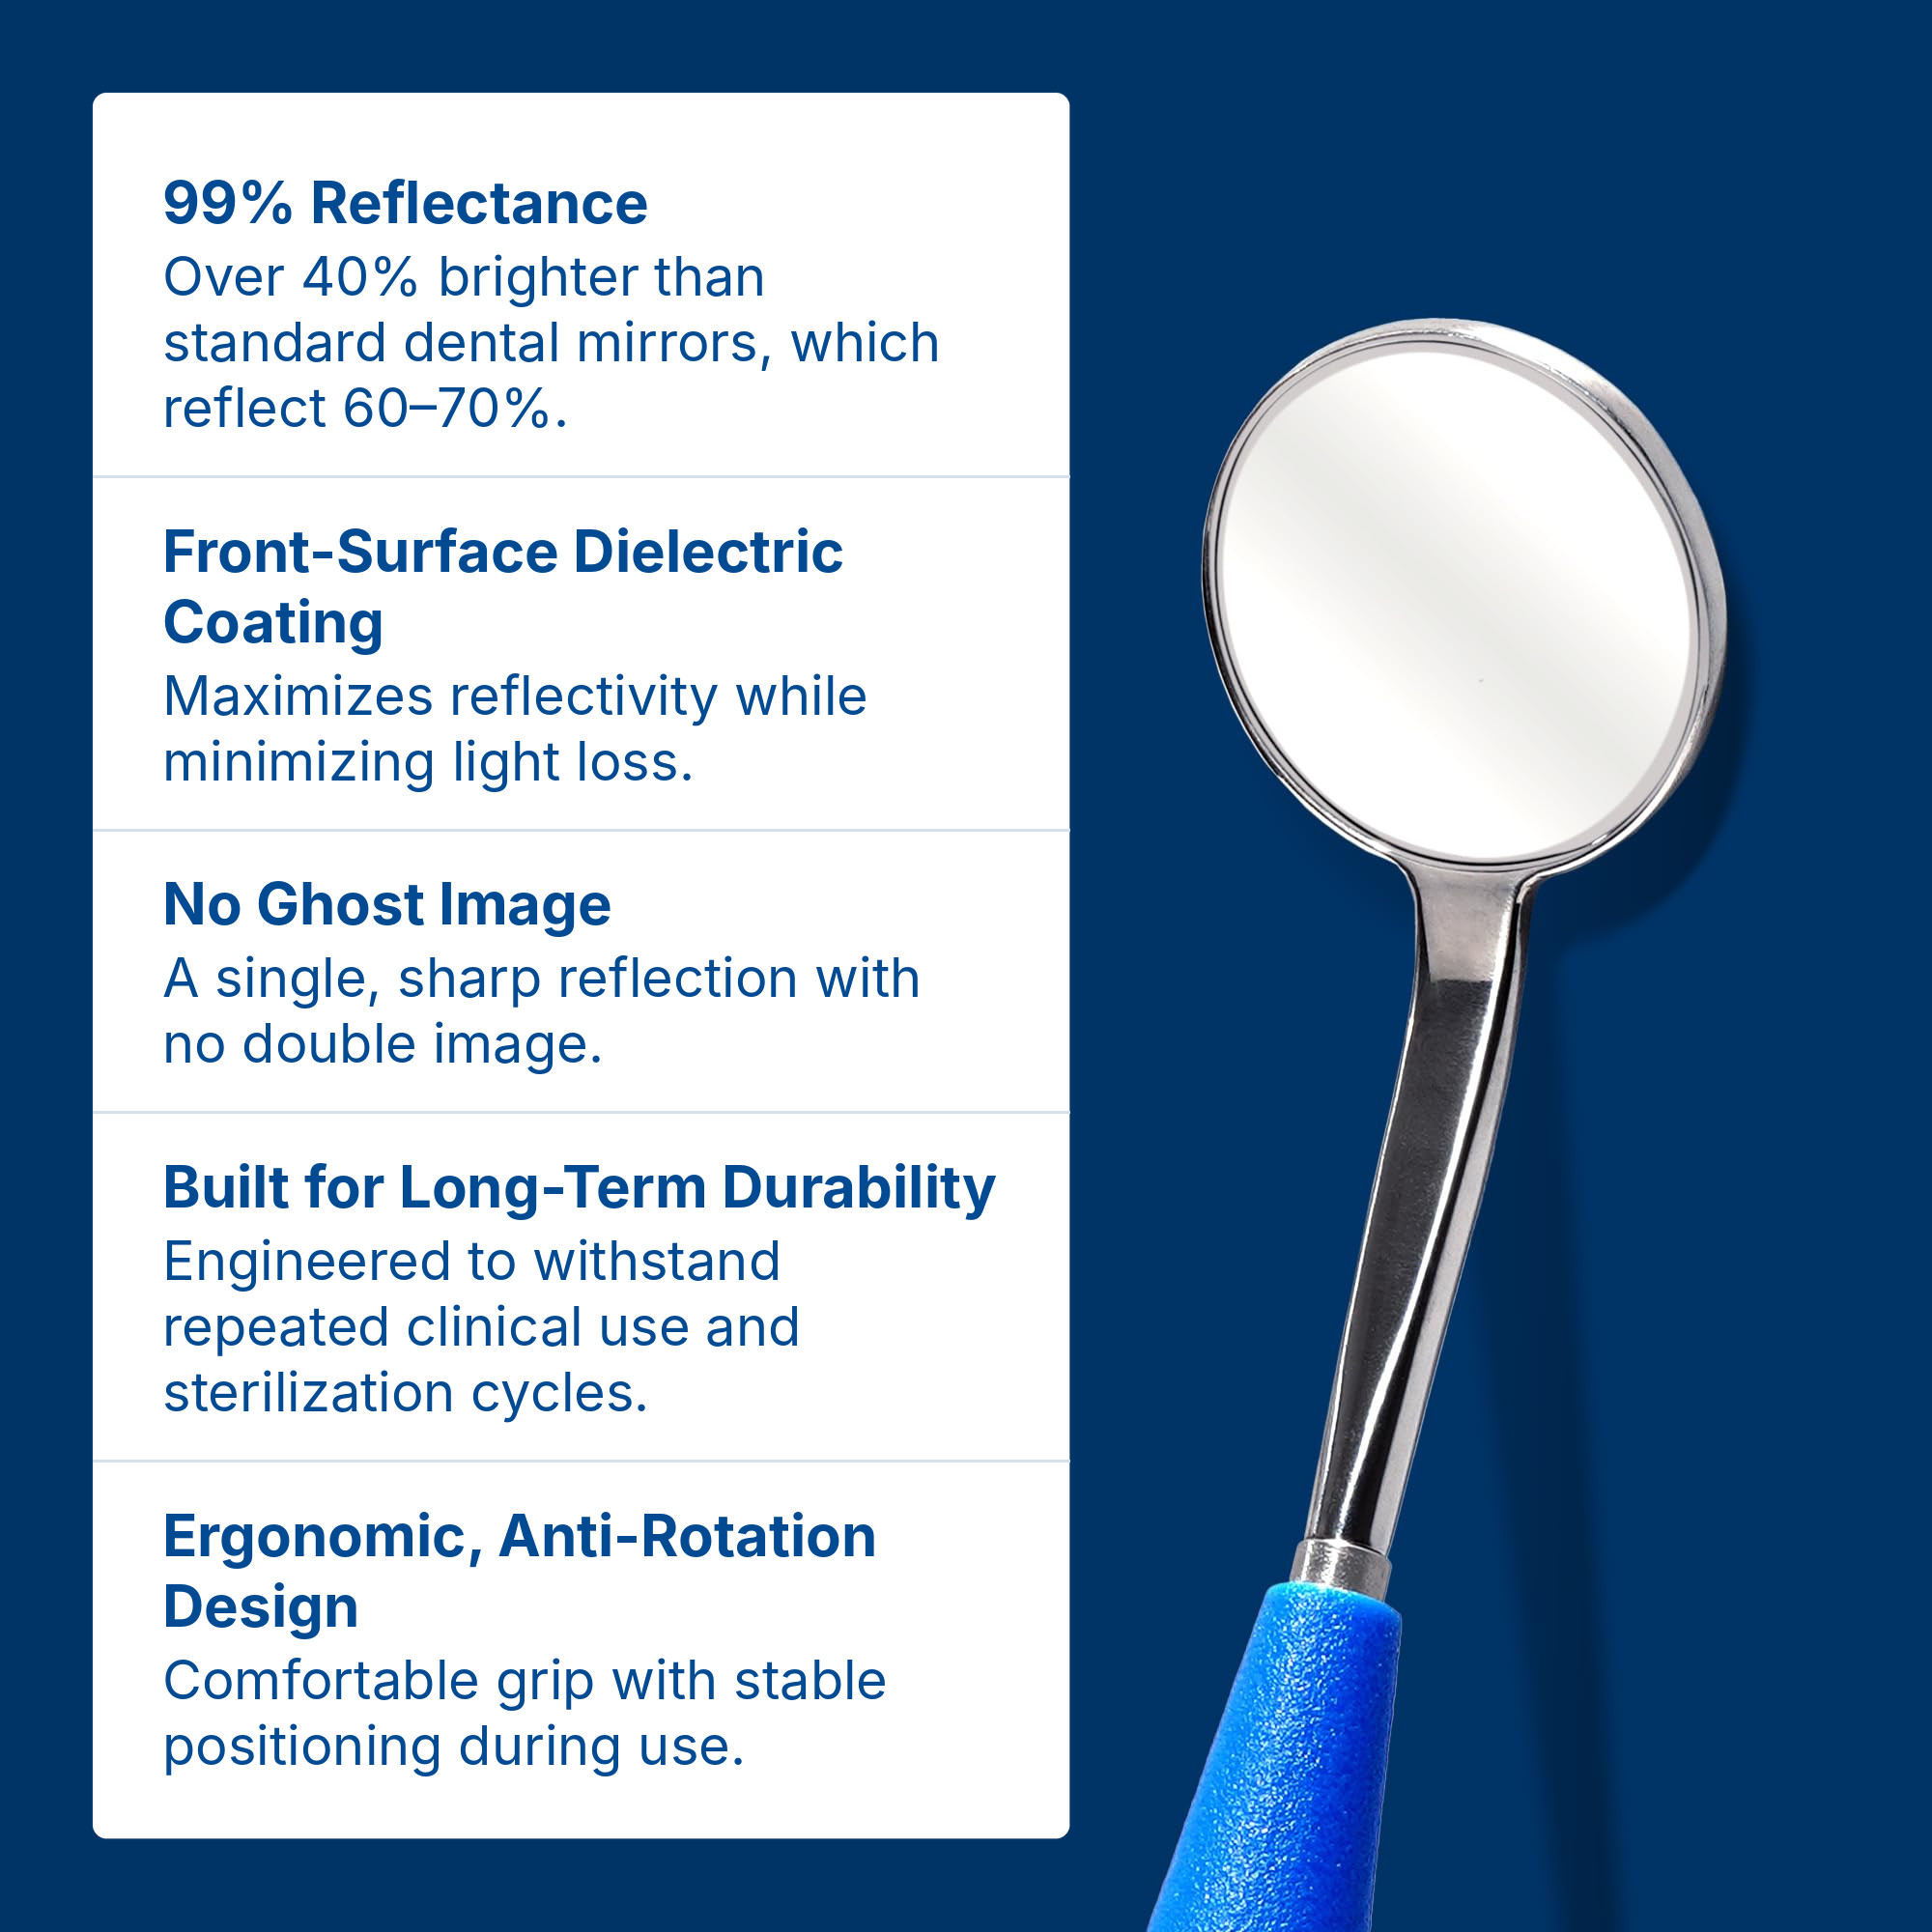 99% Reflectance
Over 40% brighter than
standard dental mirrors, which
reflect 60–70%.
Front-Surface Dielectric
Coating
Maximizes reflectivity while
minimizing light loss.
No Ghost Image
A single, sharp reflection with
no double image.
Built for Long-Term Durability
Engineered to withstand
repeated clinical use and
sterilization cycles.
Ergonomic, Anti-Rotation
Design
Comfortable grip with stable
positioning during use.